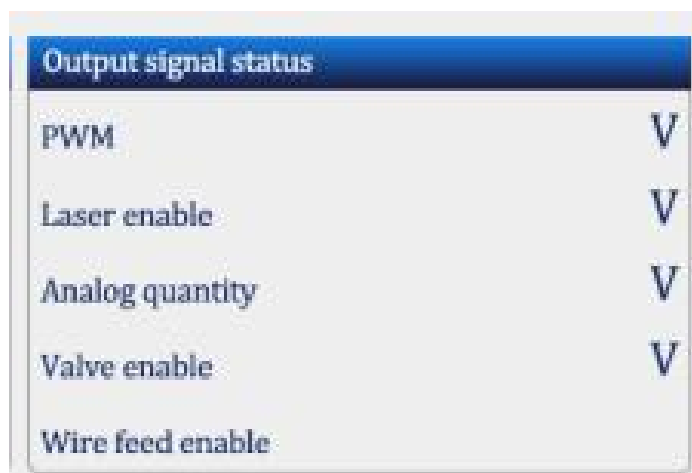 Output signal status
PWM V
Laser enable V
Analog quantity V
Valve enable V
Wire feed enable